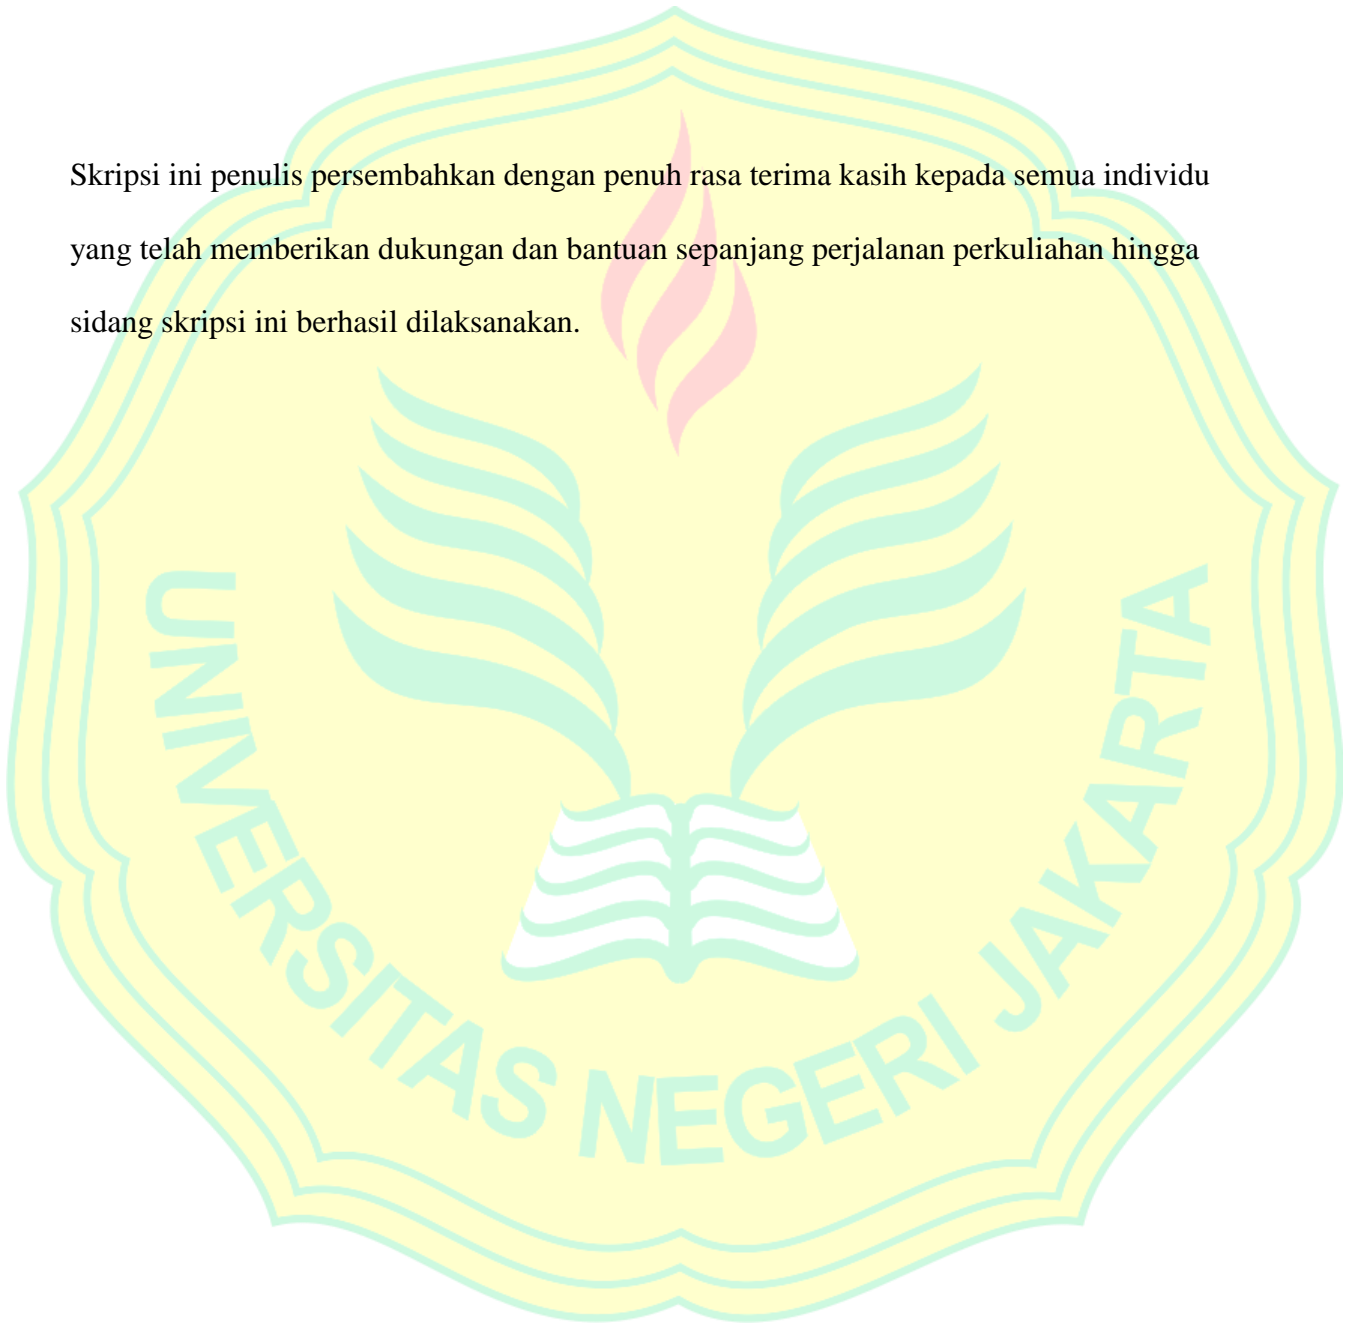 Skripsi ini penulis persembahkan dengan penuh rasa terima kasih kepada semua individu
yang telah memberikan dukungan dan bantuan sepanjang perjalanan perkuliahan hingga
sidang skripsi ini berhasil dilaksanakan.
UNIVERSITAS NEGERI JAKARTA